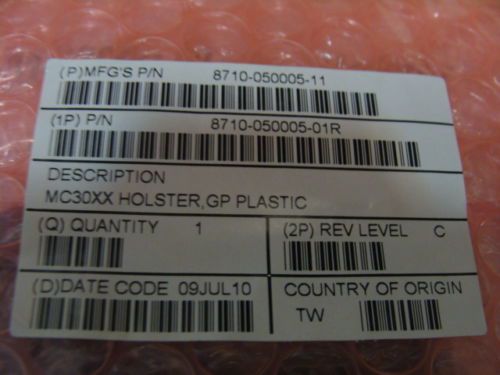 (P)MFG'S P/N 8710-050005-11
(1P) P/N 8710-050005-01R
DESCRIPTION
MC30XX HOLSTER,GP PLASTIC
(Q) QUANTITY 1
(2P) REV LEVEL C
(D)DATE CODE 09JUL10
COUNTRY OF ORIGIN
TW